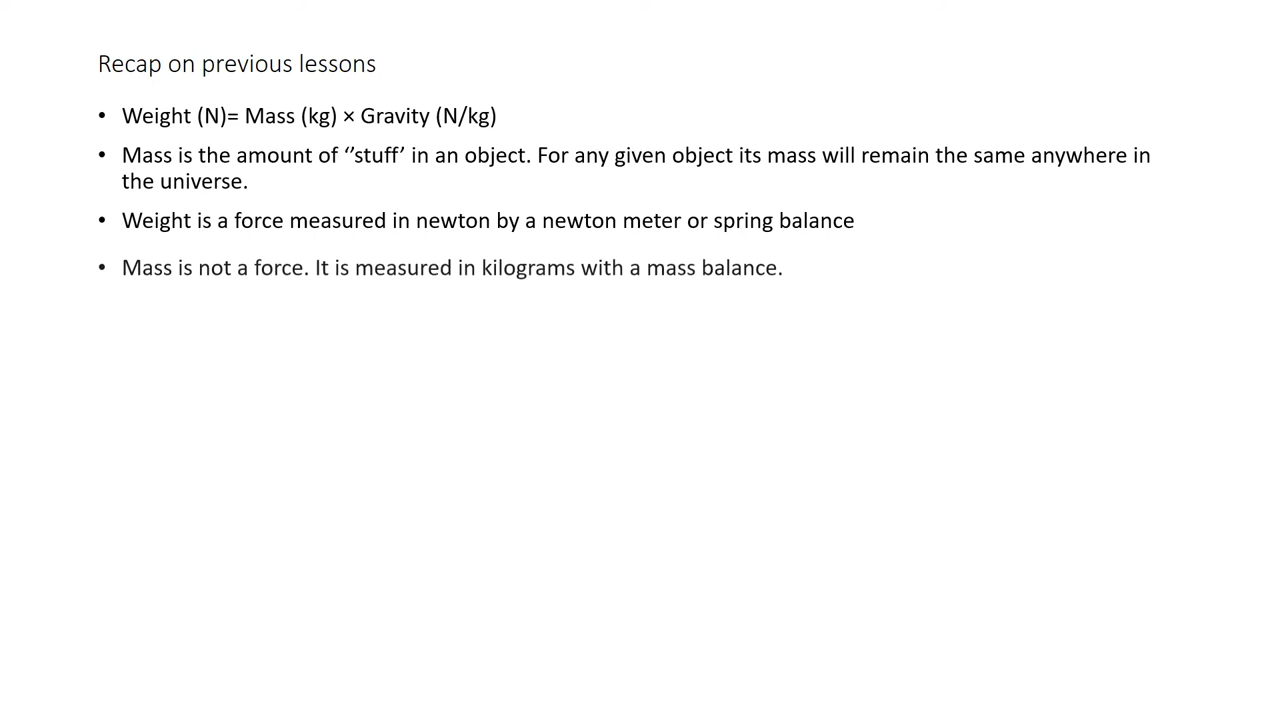 Recap on previous lessons
• Weight (N)= Mass (kg) × Gravity (N/kg)
• Mass is the amount of ‘’stuff’ in an object. For any given object its mass will remain the same anywhere in
the universe.
• Weight is a force measured in newton by a newton meter or spring balance
• Mass is not a force. It is measured in kilograms with a mass balance.